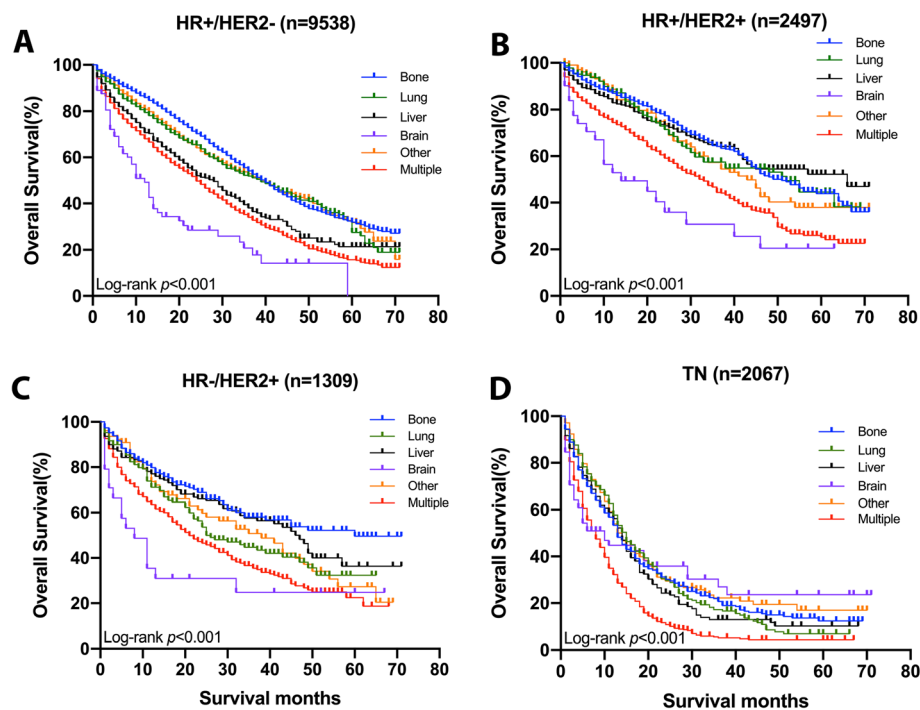 A
HR+/HER2- (n=9538)
Overall Survival(%)
100
80
60
40
20
0
0 10 20 30 40 50 60 70 80
Bone
Lung
Liver
Brain
Other
Multiple
Log-rank p<0.001
B
HR+/HER2+ (n=2497)
Overall Survival(%)
100
80
60
40
20
0
0 10 20 30 40 50 60 70 80
Bone
Lung
Liver
Brain
Other
Multiple
Log-rank p<0.001
C
HR-/HER2+ (n=1309)
Overall Survival(%)
100
80
60
40
20
0
0 10 20 30 40 50 60 70 80
Bone
Lung
Liver
Brain
Other
Multiple
Log-rank p<0.001
Survival months
D
TN (n=2067)
Overall Survival(%)
100
80
60
40
20
0
0 10 20 30 40 50 60 70 80
Bone
Lung
Liver
Brain
Other
Multiple
Log-rank p<0.001
Survival months